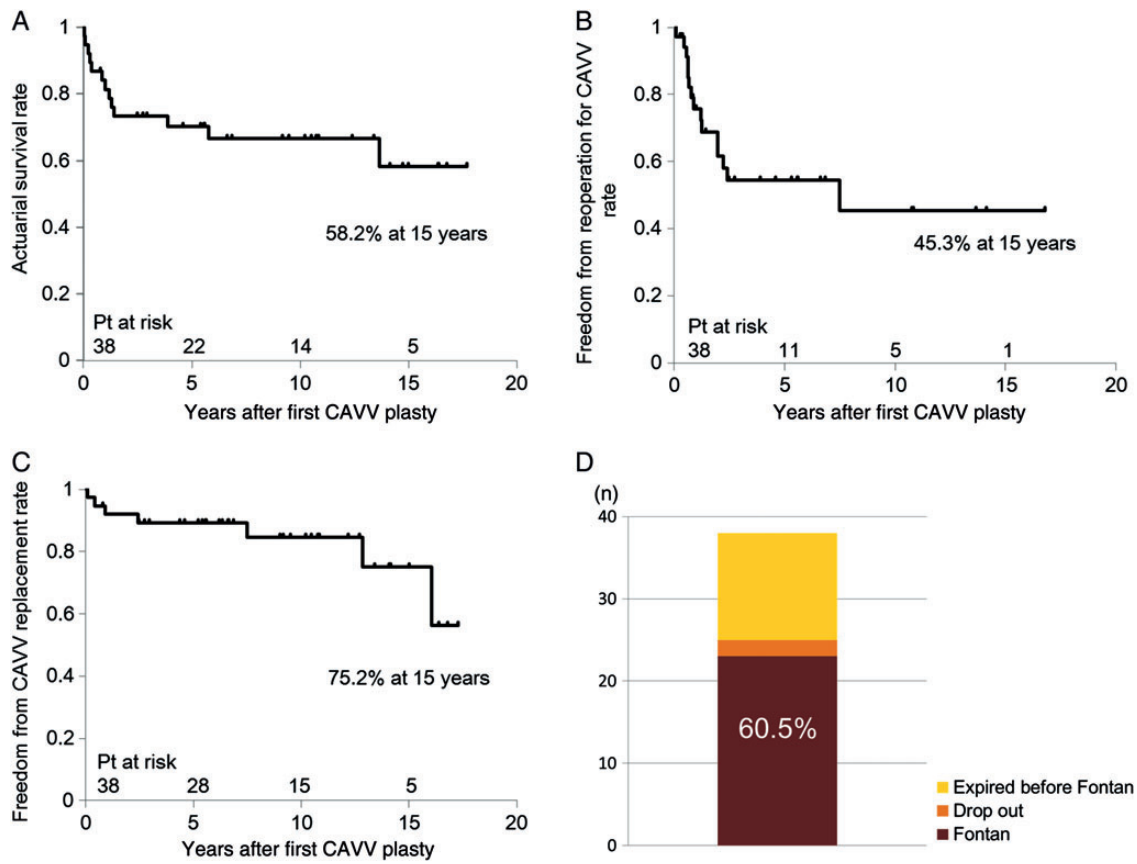 A
Actuarial survival rate
1
0.8
0.6
0.4
0.2
0
58.2% at 15 years
Pt at risk
38 22 14 5
0 5 10 15 20
Years after first CAVV plasty
B
Freedom from reoperation for CAVV
rate
1
0.8
0.6
0.4
0.2
0
45.3% at 15 years
Pt at risk
38 11 5 1
0 5 10 15 20
Years after first CAVV plasty
C
Freedom from CAVV replacement rate
1
0.8
0.6
0.4
0.2
0
75.2% at 15 years
Pt at risk
38 28 15 5
0 5 10 15 20
Years after first CAVV plasty
D
(n)
40
30
20
10
0
60.5%
Expired before Fontan
Drop out
Fontan